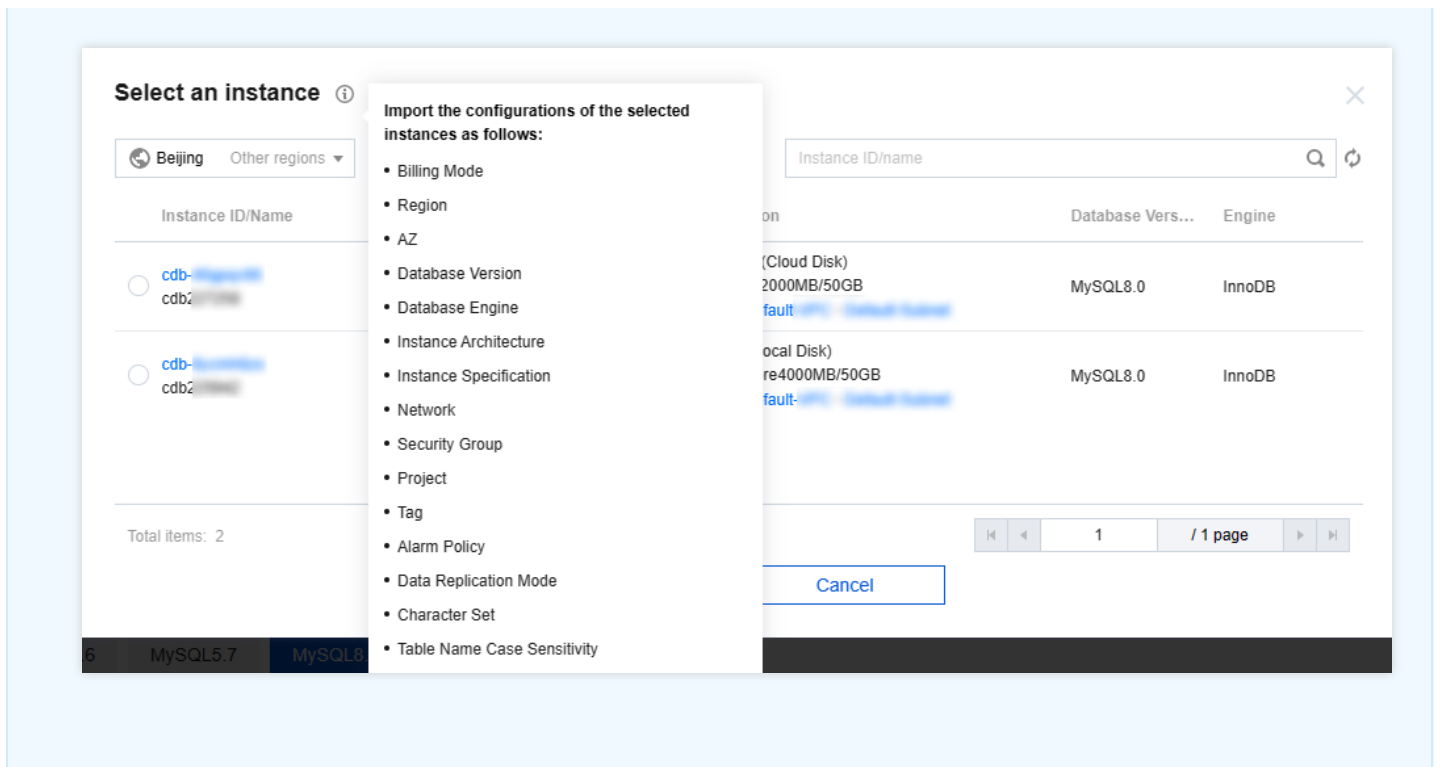 Select an instance
Import the configurations of the selected
instances as follows:
• Billing Mode
• Region
• AZ
• Database Version
• Database Engine
• Instance Architecture
• Instance Specification
• Network
• Security Group
• Project
• Tag
• Alarm Policy
• Data Replication Mode
• Character Set
• Table Name Case Sensitivity
Beijing Other regions
Instance ID/name
Instance ID/Name on Database Vers... Engine
cdb-
cdb2
(Cloud Disk)
2000MB/50GB
fault
MySQL8.0 InnoDB
cdb-
cdb2
ocal Disk)
re4000MB/50GB
fault-
MySQL8.0 InnoDB
Total items: 2
1 / 1 page
Cancel
.6 MySQL5.7 MySQL8